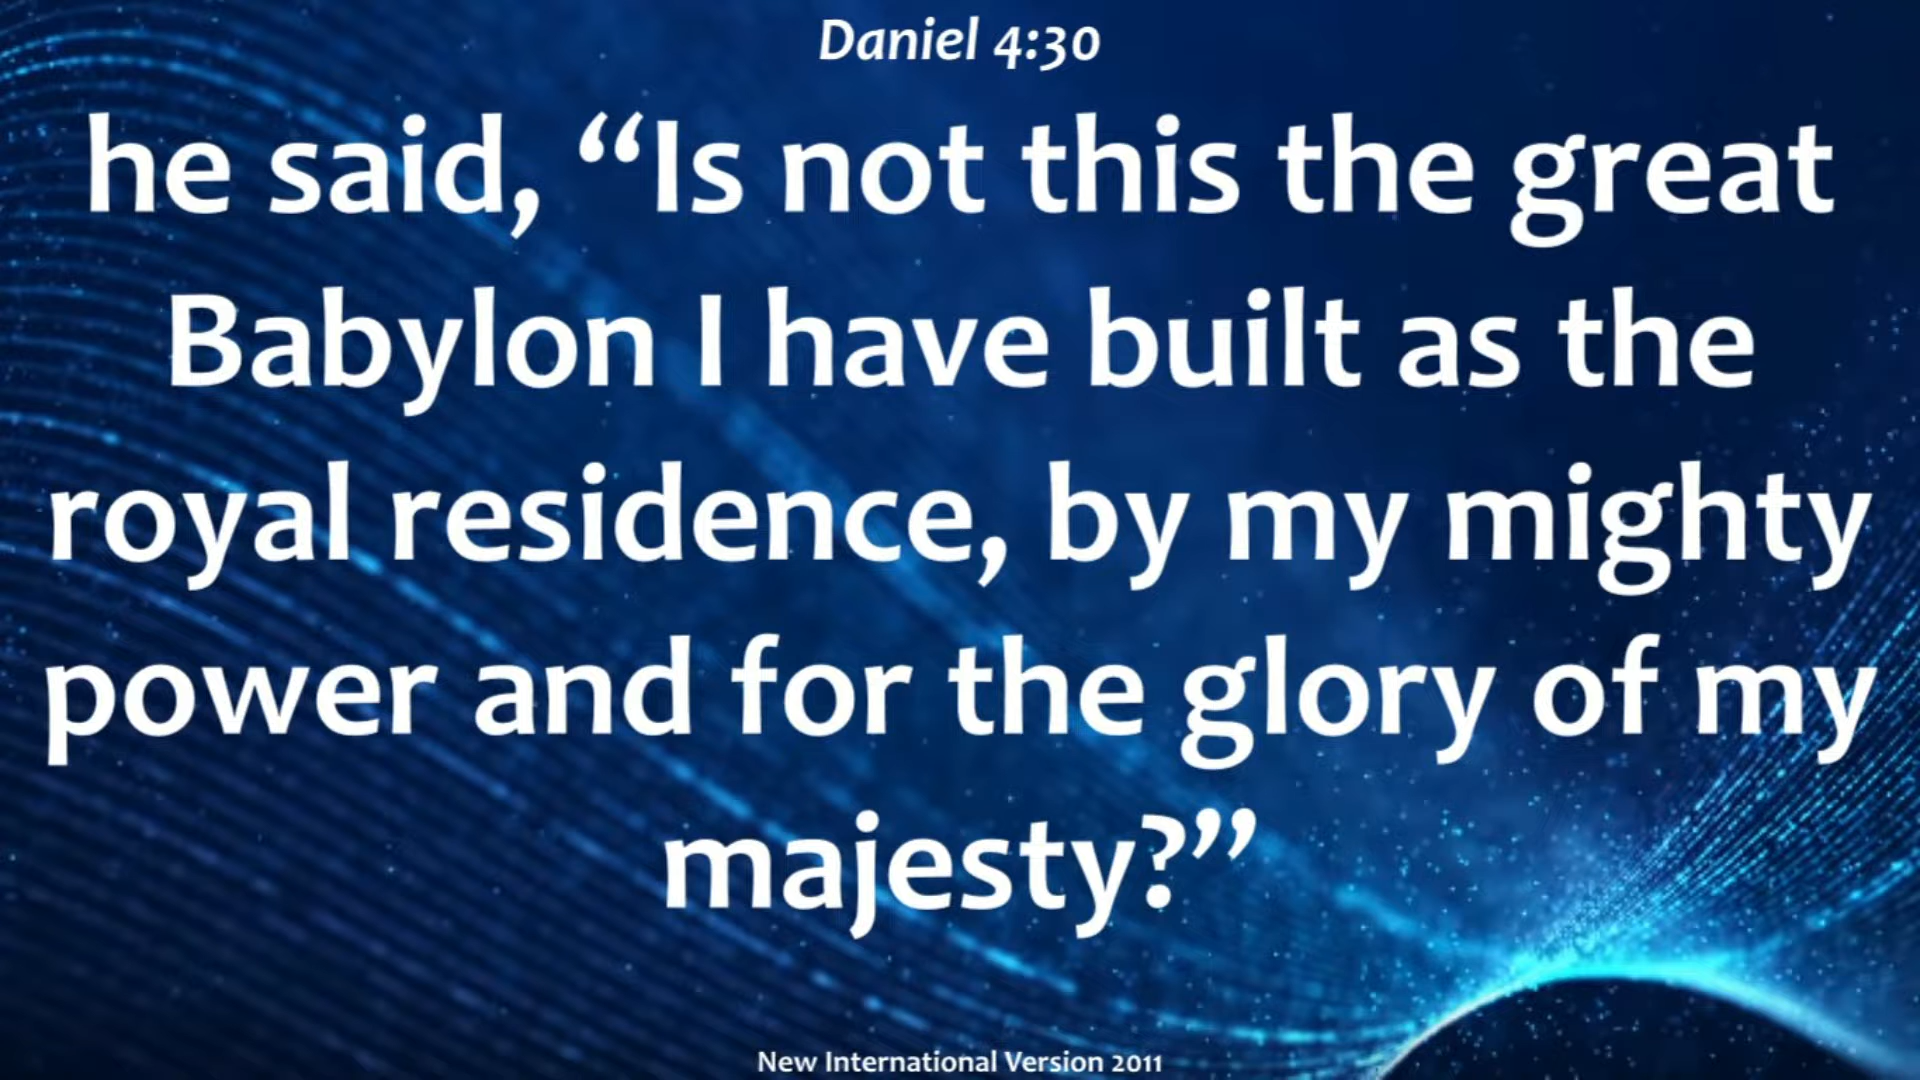 Daniel 4:30
he said, “Is not this the great
Babylon I have built as the
royal residence, by my mighty
power and for the glory of my
majesty?”
New International Version 2011